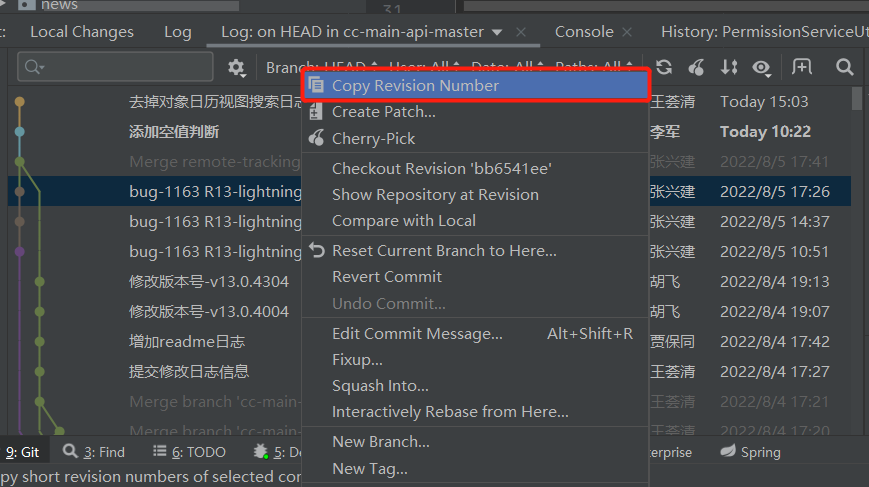 news
31
Local Changes Log Log: on HEAD in cc-main-api-master Console History: PermissionServiceUt
Branch: HEAD User: All Date: All Paths: All
Copy Revision Number
去掉对象日历视图搜索日志 王荟清 Today 15:03
Create Patch...
添加空值判断 李军 Today 10:22
Cherry-Pick
Merge remote-tracking 张兴建 2022/8/5 17:41
Checkout Revision 'bb6541ee'
bug-1163 R13-lightning 张兴建 2022/8/5 17:26
Show Repository at Revision
Compare with Local
bug-1163 R13-lightning 张兴建 2022/8/5 14:37
bug-1163 R13-lightning 张兴建 2022/8/5 10:51
Reset Current Branch to Here...
Revert Commit
修改版本号-v13.0.4304 胡飞 2022/8/4 19:13
Undo Commit...
修改版本号-v13.0.4004 胡飞 2022/8/4 19:07
Edit Commit Message... Alt+Shift+R
增加readme日志 贾保同 2022/8/4 17:42
Fixup...
提交修改日志信息 王荟清 2022/8/4 17:27
Squash Into...
Merge branch 'cc-main- 王荟清 2022/8/4 17:21
Interactively Rebase from Here...
Merge branch 'cc-main- 王荟清 2022/8/4 17:20
New Branch...
9: Git 3: Find 6: TODO 5: De erprise Spring
New Tag...
py short revision numbers of selected com